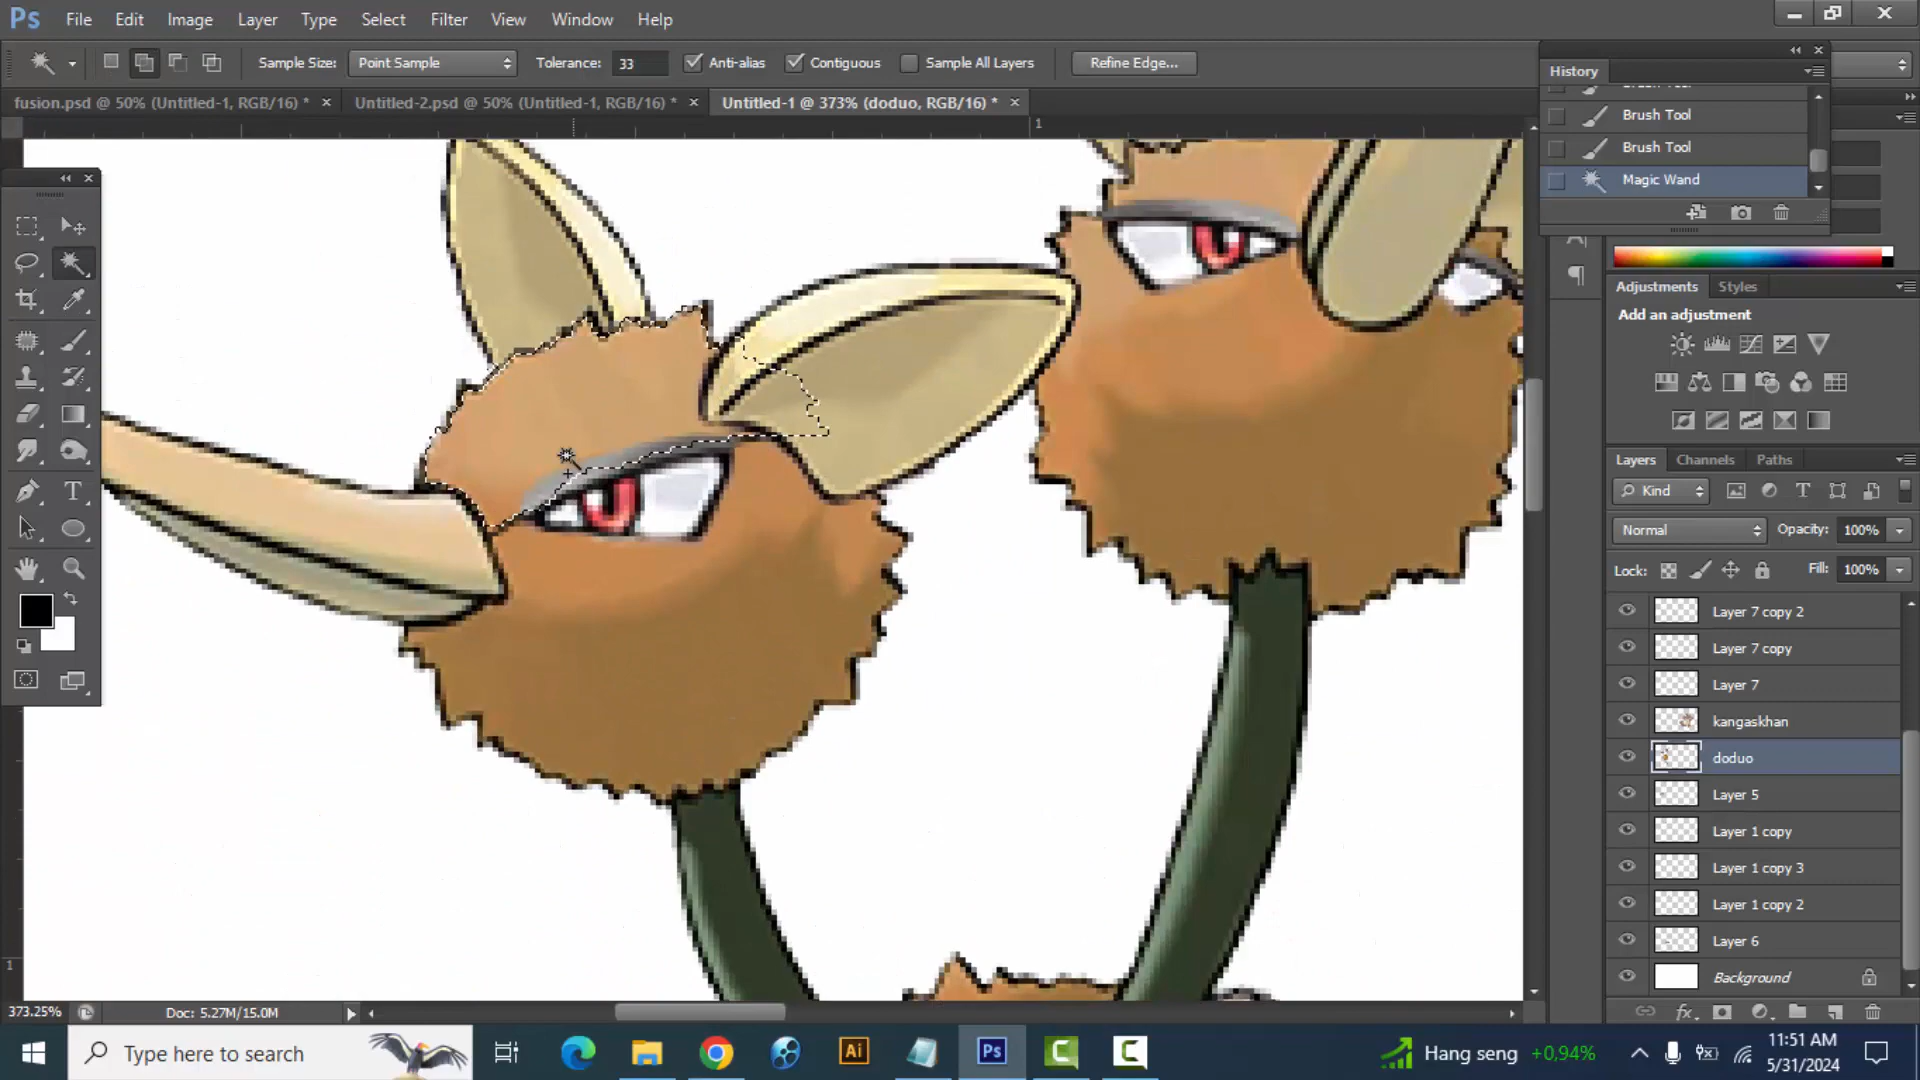 Ps File Edit Image Layer Type Select Filter View Window Help
Sample Size: Point Sample Tolerance: 33 Anti-alias Contiguous Sample All Layers Refine Edge...
fusion.psd @ 50% (Untitled-1, RGB/16) * × Untitled-2.psd @ 50% (Untitled-1, RGB/16) * × Untitled-1 @ 373% (doduo, RGB/16) * ×
1
History
Brush Tool
Brush Tool
Magic Wand
Adjustments Styles
Add an adjustment
Layers Channels Paths
Kind
Normal Opacity: 100%
Lock: Fill: 100%
Layer 7 copy 2
Layer 7 copy
Layer 7
kangaskhan
doduo
Layer 5
Layer 1 copy
Layer 1 copy 3
Layer 1 copy 2
Layer 6
Background
1
373.25% Doc: 5.27M/15.0M
Type here to search Ai Ps Hang seng +0,94% 11:51 AM
5/31/2024